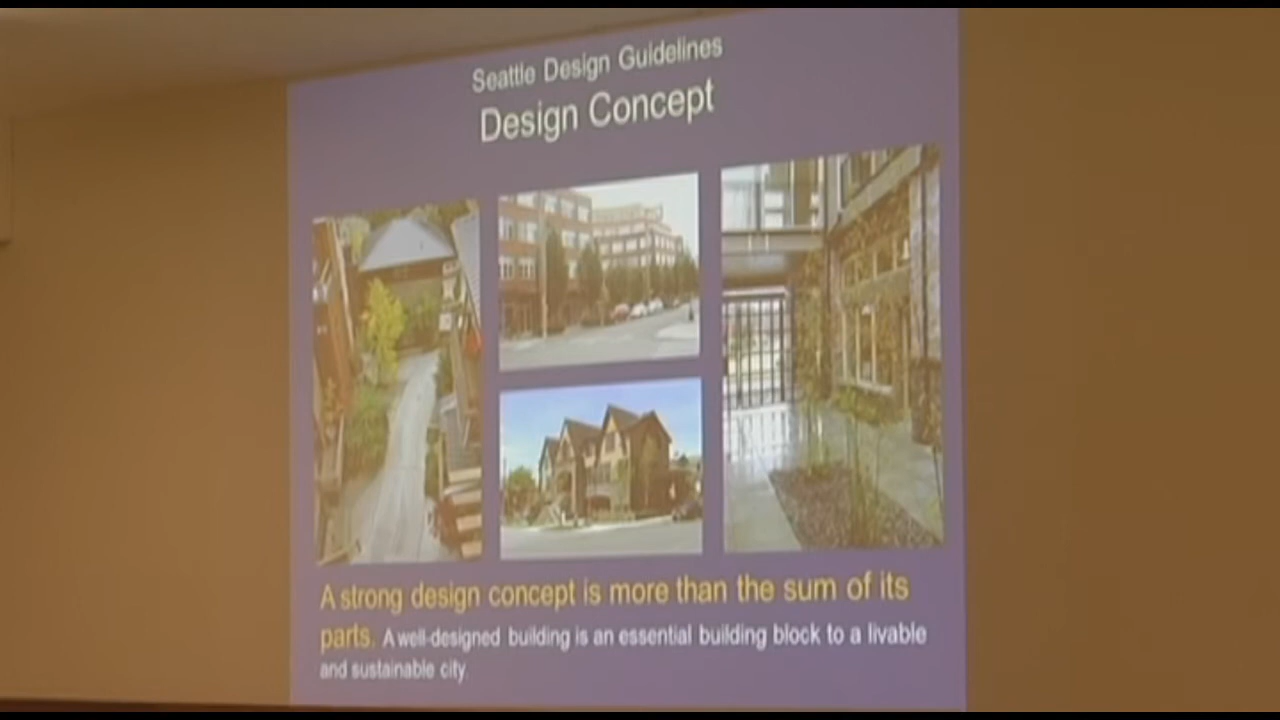 Seattle Design Guidelines
Design Concept
A strong design concept is more than the sum of its
parts. A well-designed building is an essential building block to a livable
and sustainable city.